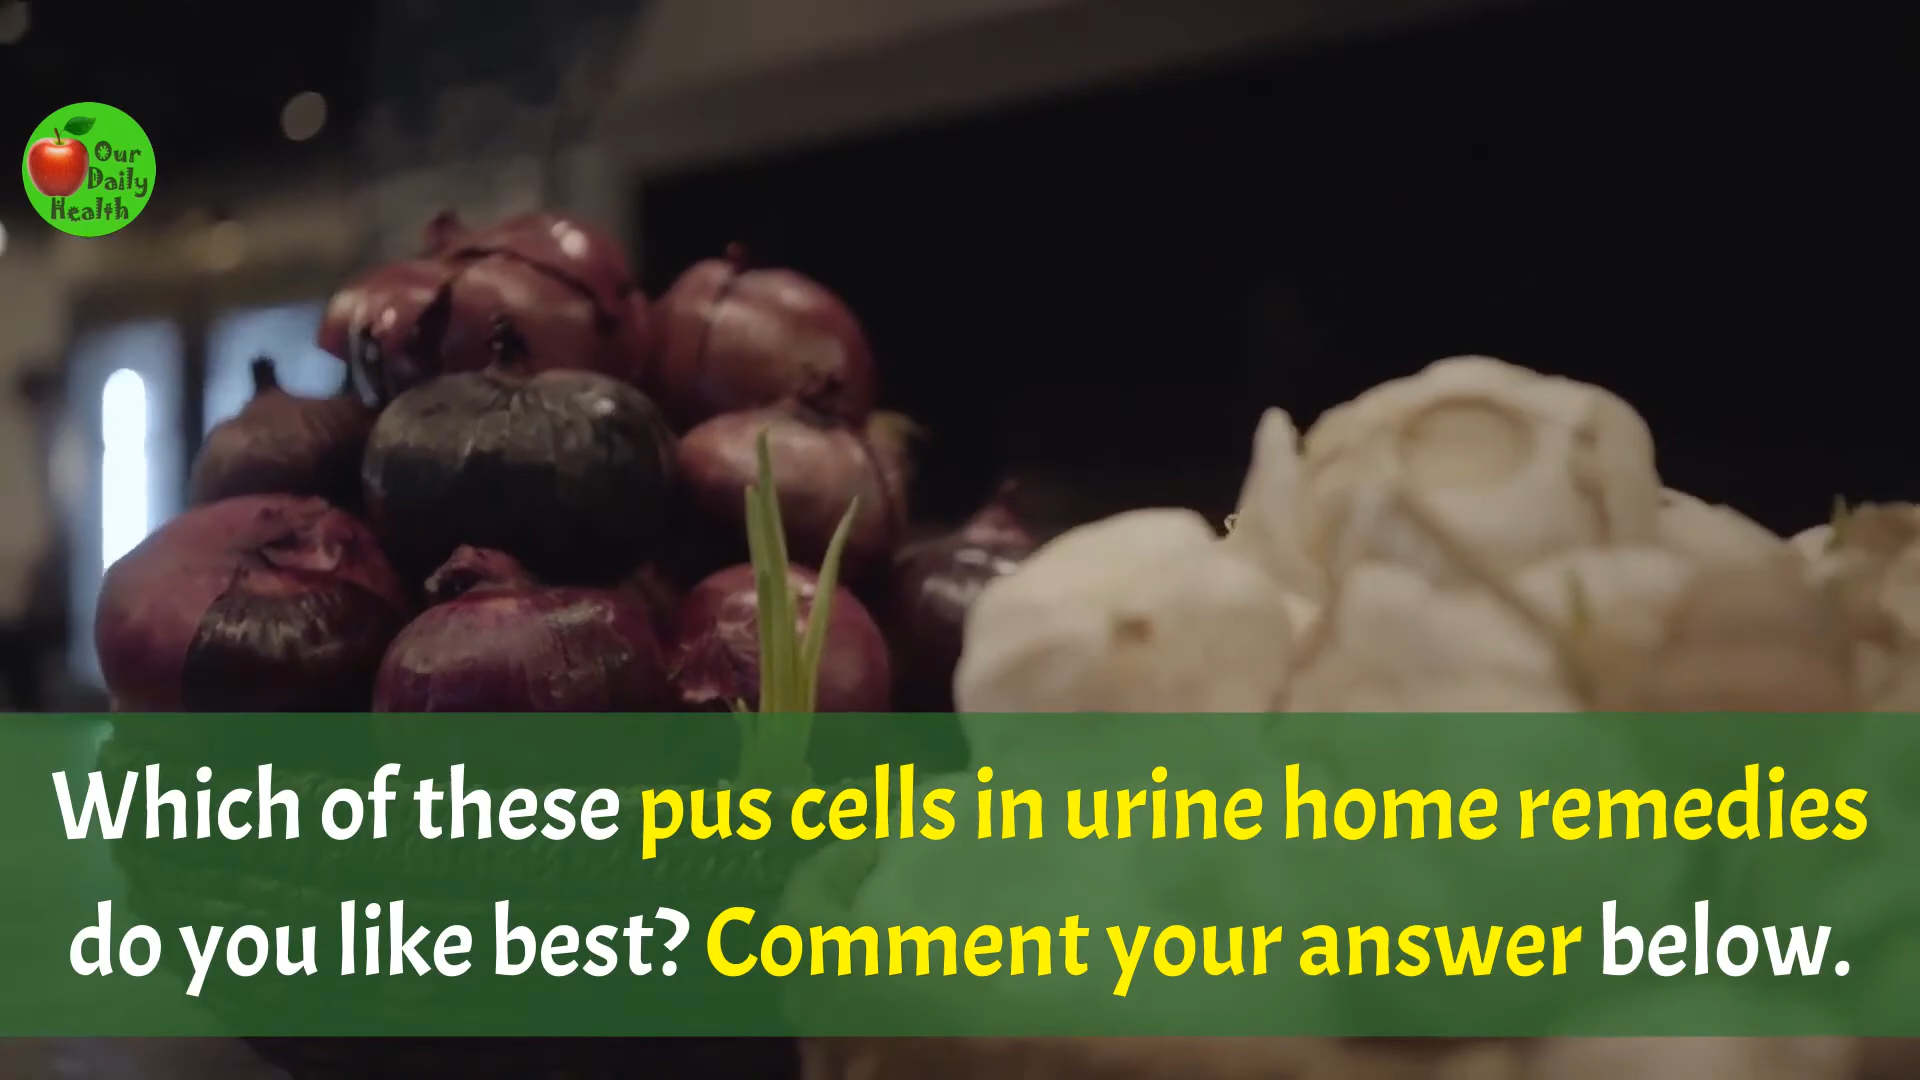 Our
Daily
Health
Which of these pus cells in urine home remedies
do you like best? Comment your answer below.